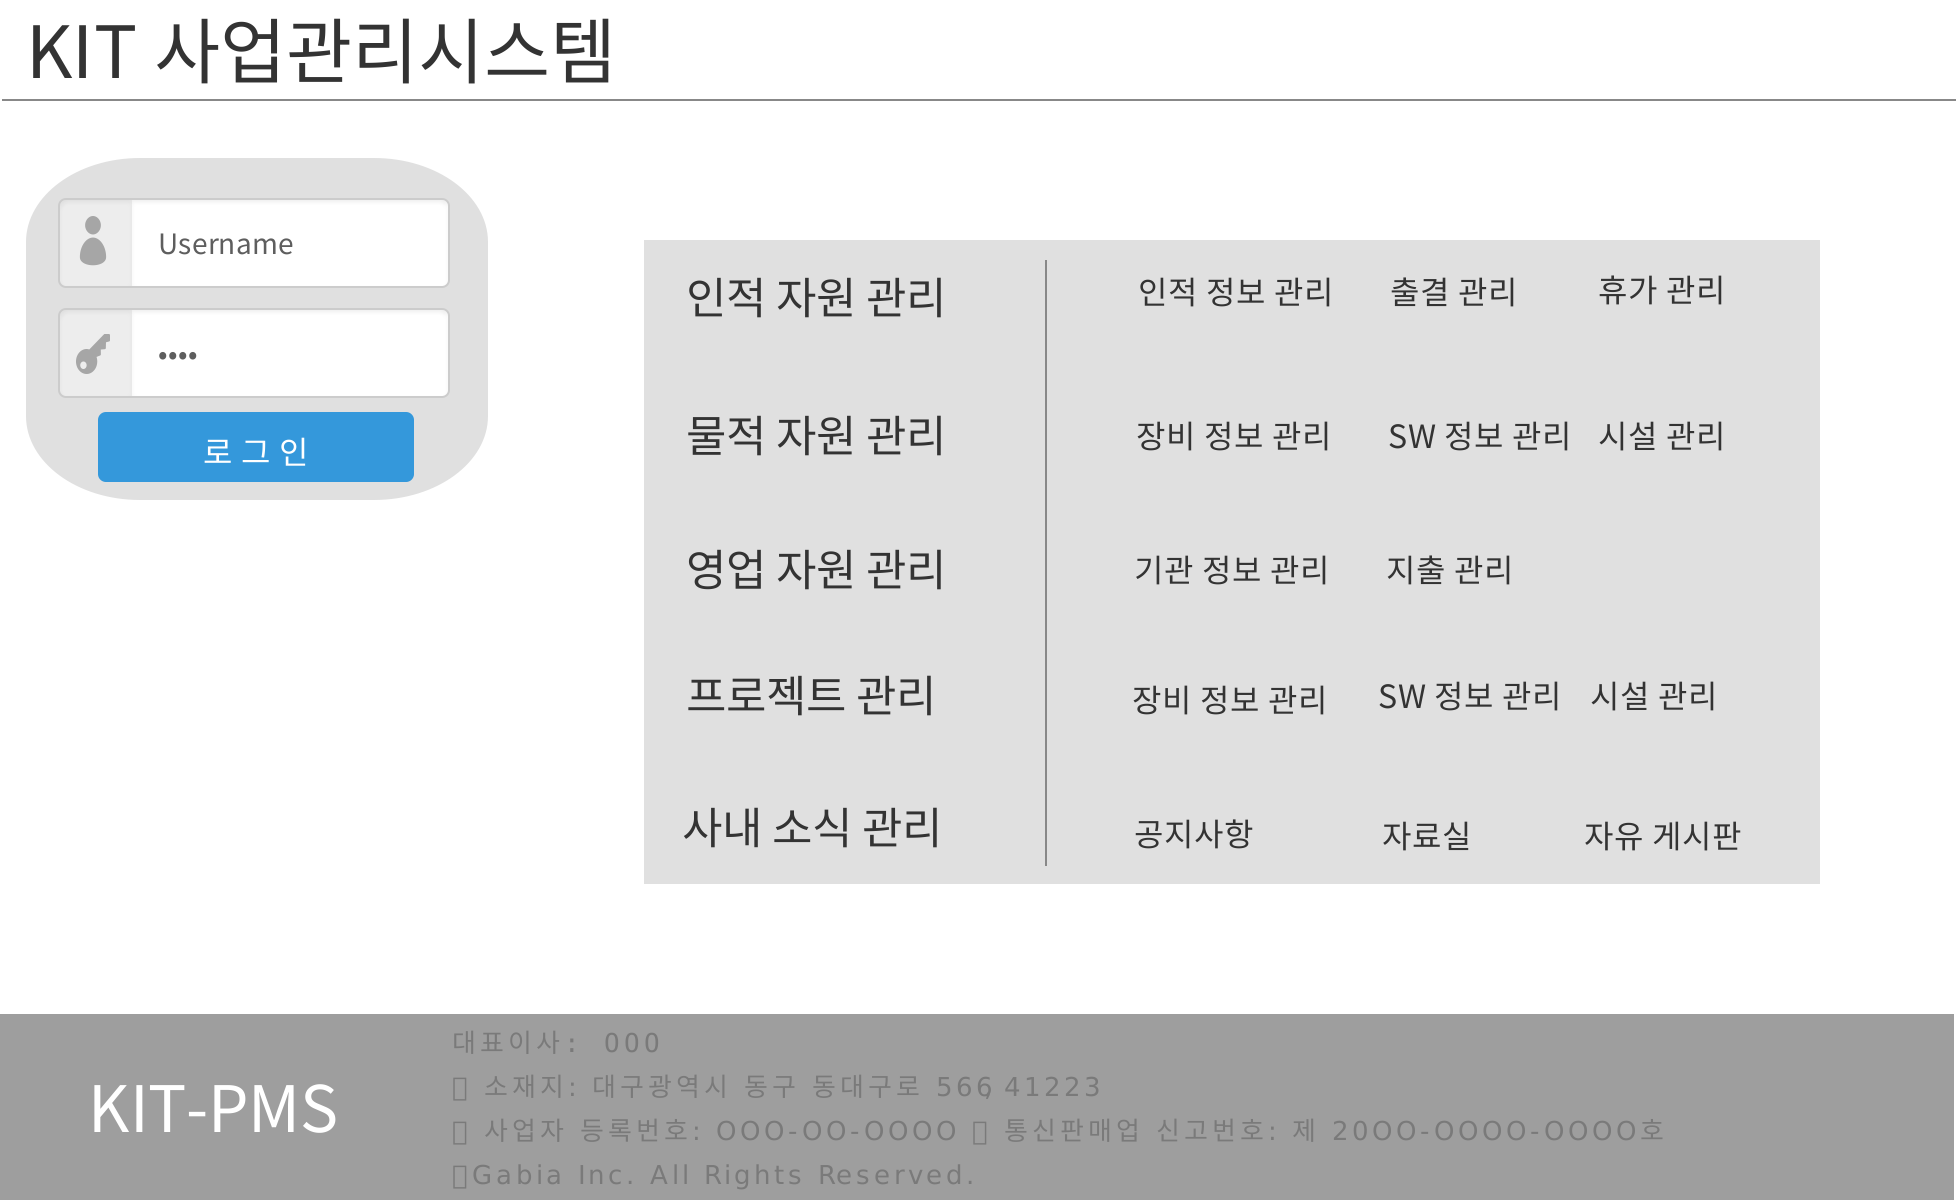 KIT 사업관리시스템
Username
••••
로그인
인적 자원 관리 인적 정보 관리 출결 관리 휴가 관리
물적 자원 관리 장비 정보 관리 SW 정보 관리 시설 관리
영업 자원 관리 기관 정보 관리 지출 관리
프로젝트 관리 장비 정보 관리 SW 정보 관리 시설 관리
사내 소식 관리 공지사항 자료실 자유 게시판
KIT-PMS
대표이사: 000
소재지: 대구광역시 동구 동대구로 566, 41223
사업자 등록번호: OOO-OO-OOOO 통신판매업 신고번호: 제 20OO-OOOO-OOOO호
Gabia Inc. All Rights Reserved.